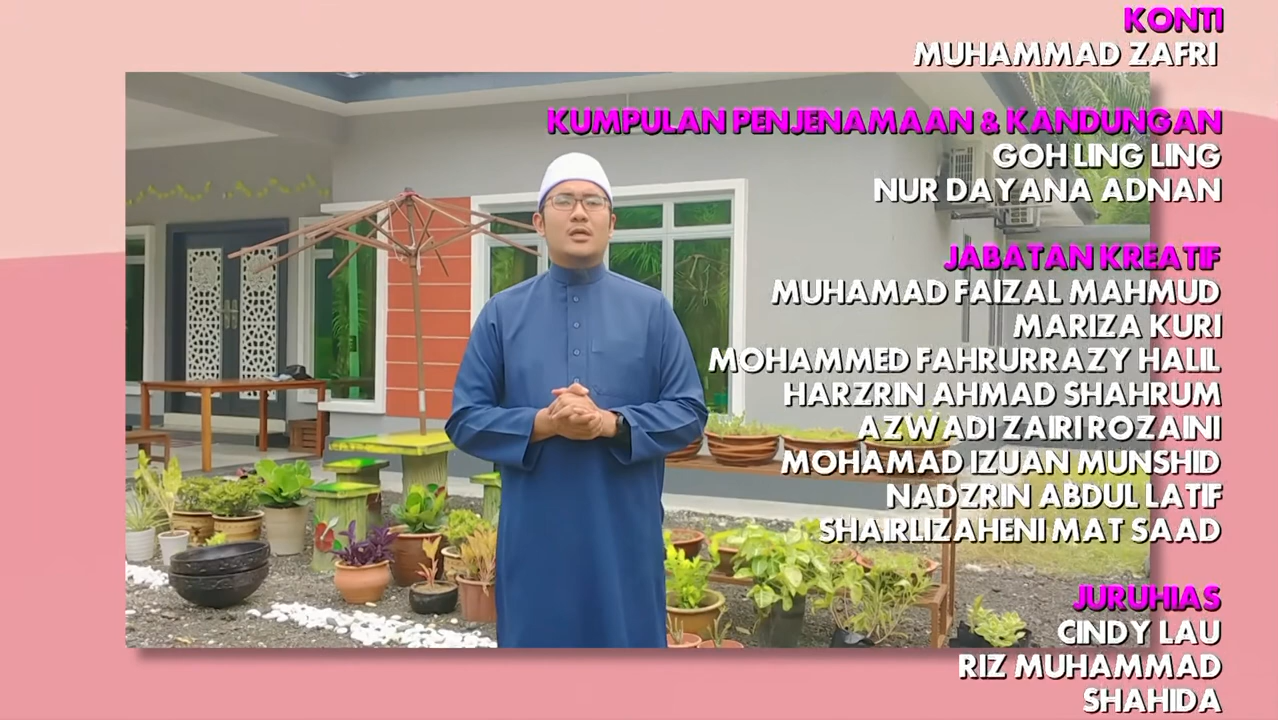 KONTI
MUHAMMAD ZAFRI
KUMPULAN PENJENAMAAN & KANDUNGAN
GOH LING LING
NUR DAYANA ADNAN
JABATAN KREATIF
MUHAMAD FAIZAL MAHMUD
MARIZA KURI
MOHAMMED FAHRURRAZY HALIL
HARZRIN AHMAD SHAHRUM
AZWADI ZAIRI ROZAINI
MOHAMAD IZUAN MUNSHID
NADZRIN ABDUL LATIF
SHAIRLIZAHENI MAT SAAD
JURUHIAS
CINDY LAU
RIZ MUHAMMAD
SHAHIDA